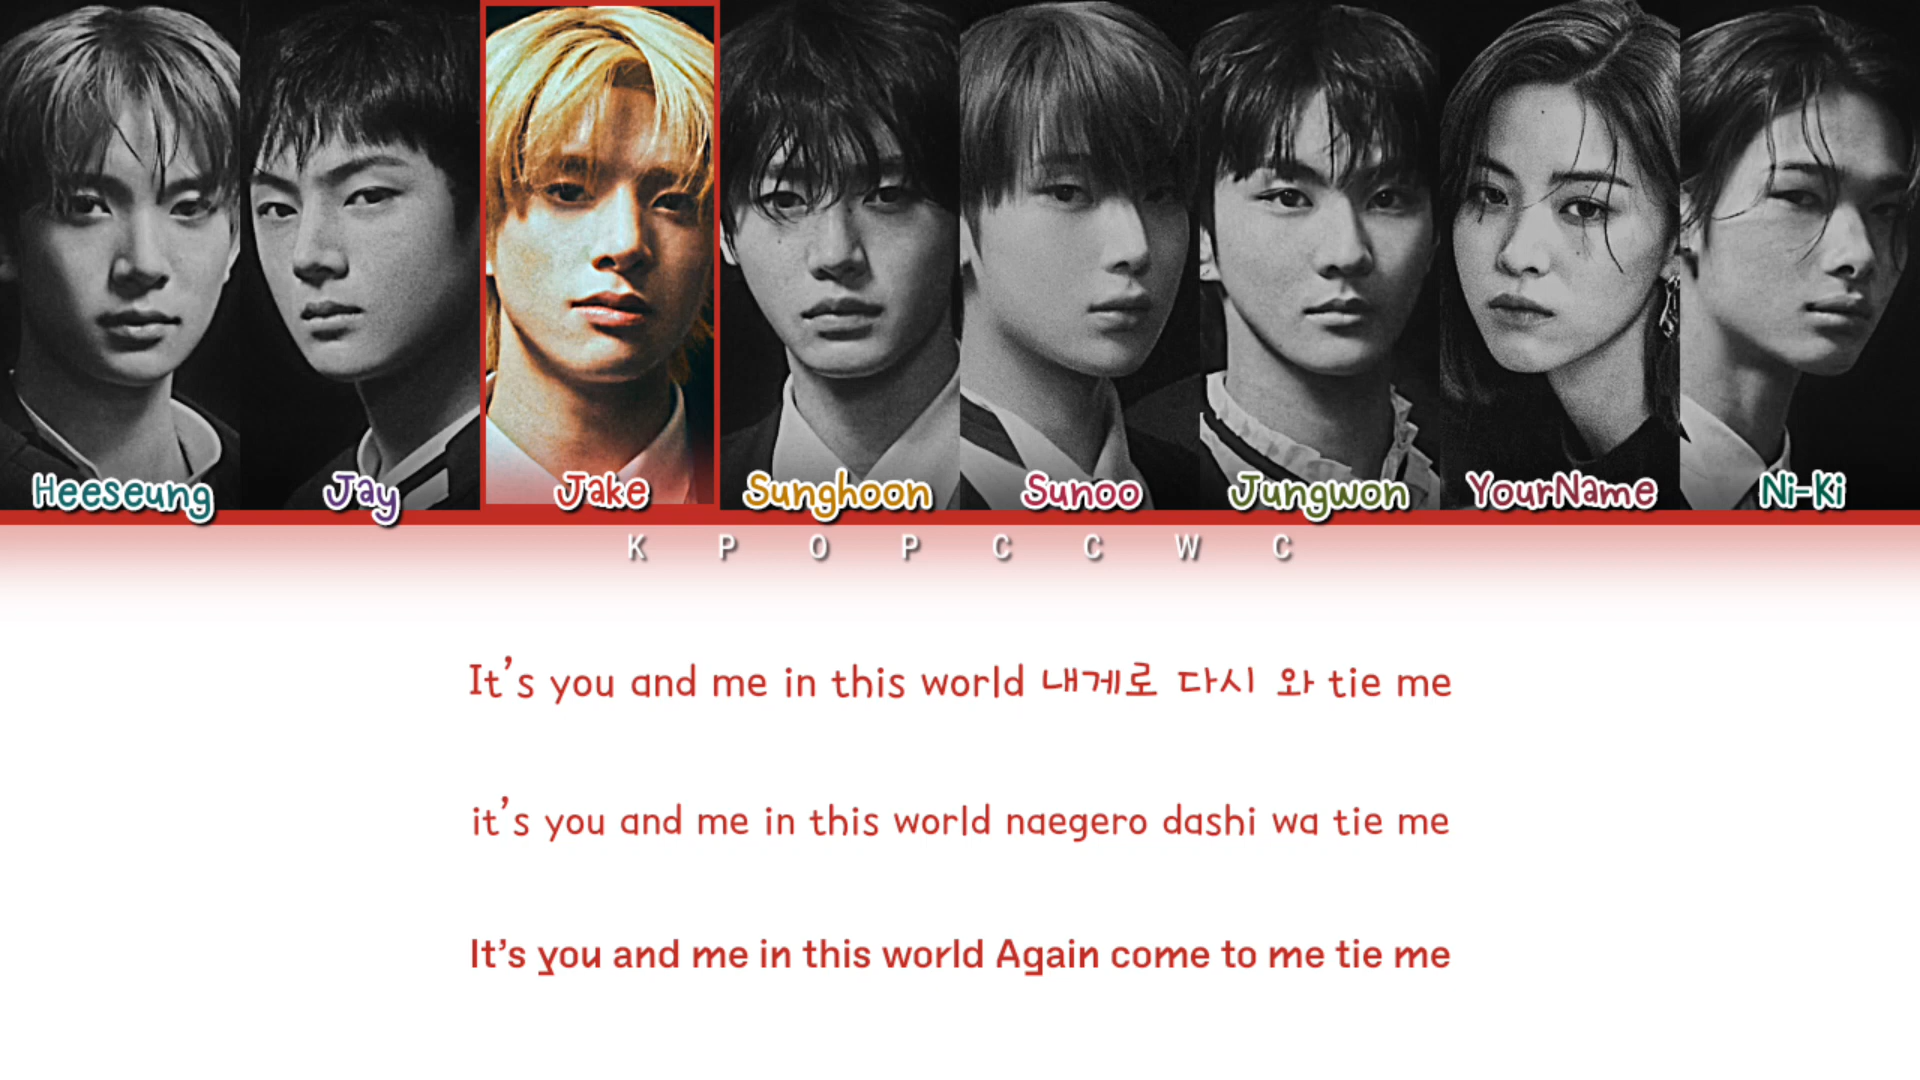 Heeseung Jay Jake Sunghoon Sunoo Jungwon YourName Ni-Ki
K P O P C C W C
It's you and me in this world 내게로 다시 와 tie me
it's you and me in this world naegero dashi wa tie me
It's you and me in this world Again come to me tie me